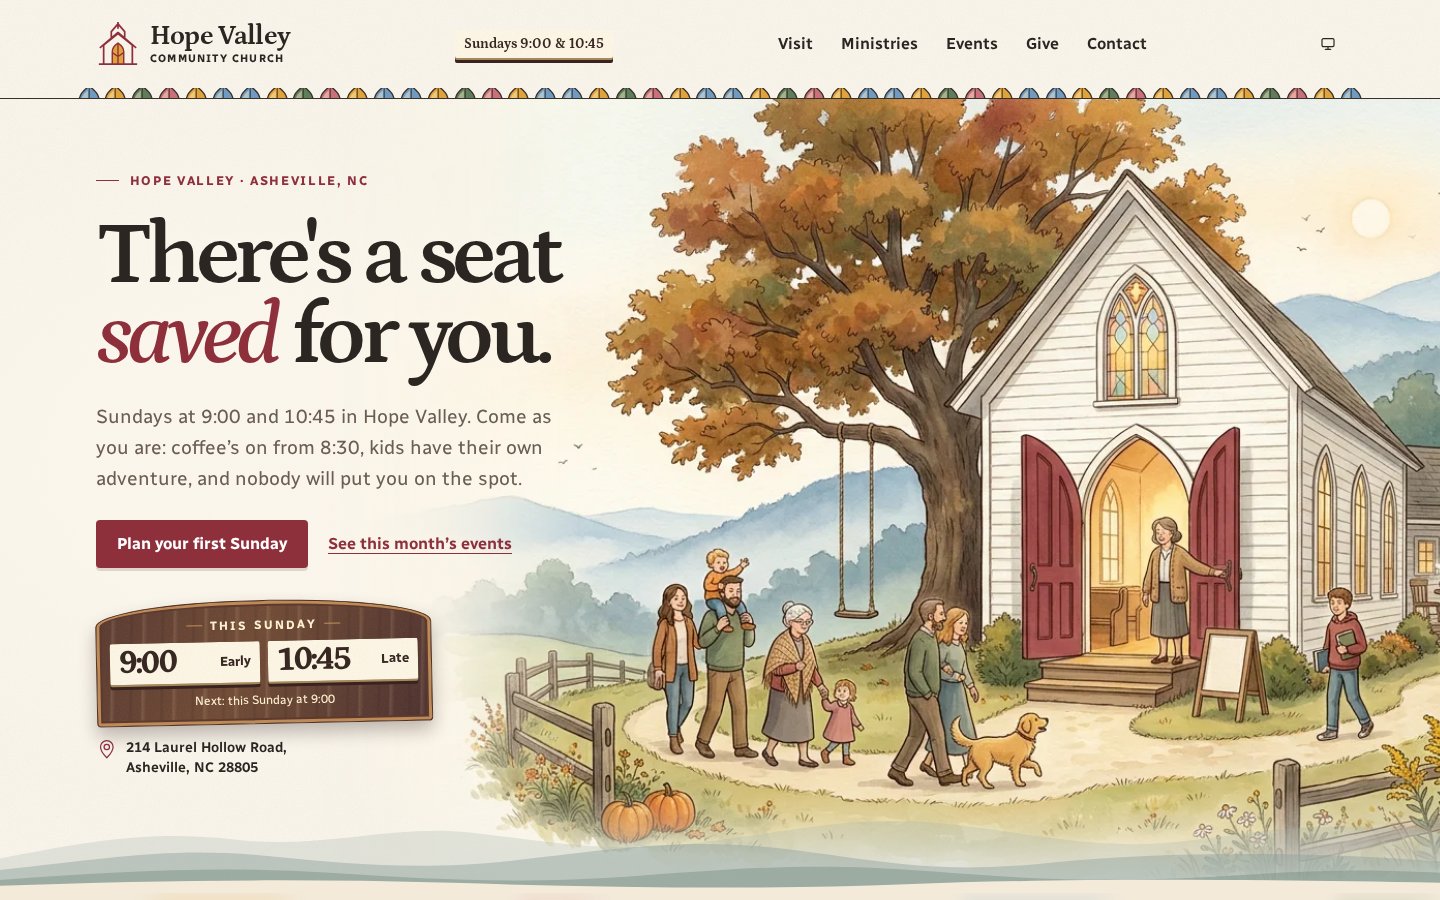 Hope Valley
COMMUNITY CHURCH
Sundays 9:00 & 10:45
Visit
Ministries
Events
Give
Contact
HOPE VALLEY · ASHEVILLE, NC
There's a seat
saved for you.
Sundays at 9:00 and 10:45 in Hope Valley. Come as
you are: coffee’s on from 8:30, kids have their own
adventure, and nobody will put you on the spot.
Plan your first Sunday
See this month’s events
THIS SUNDAY
9:00 Early
10:45 Late
Next: this Sunday at 9:00
214 Laurel Hollow Road,
Asheville, NC 28805